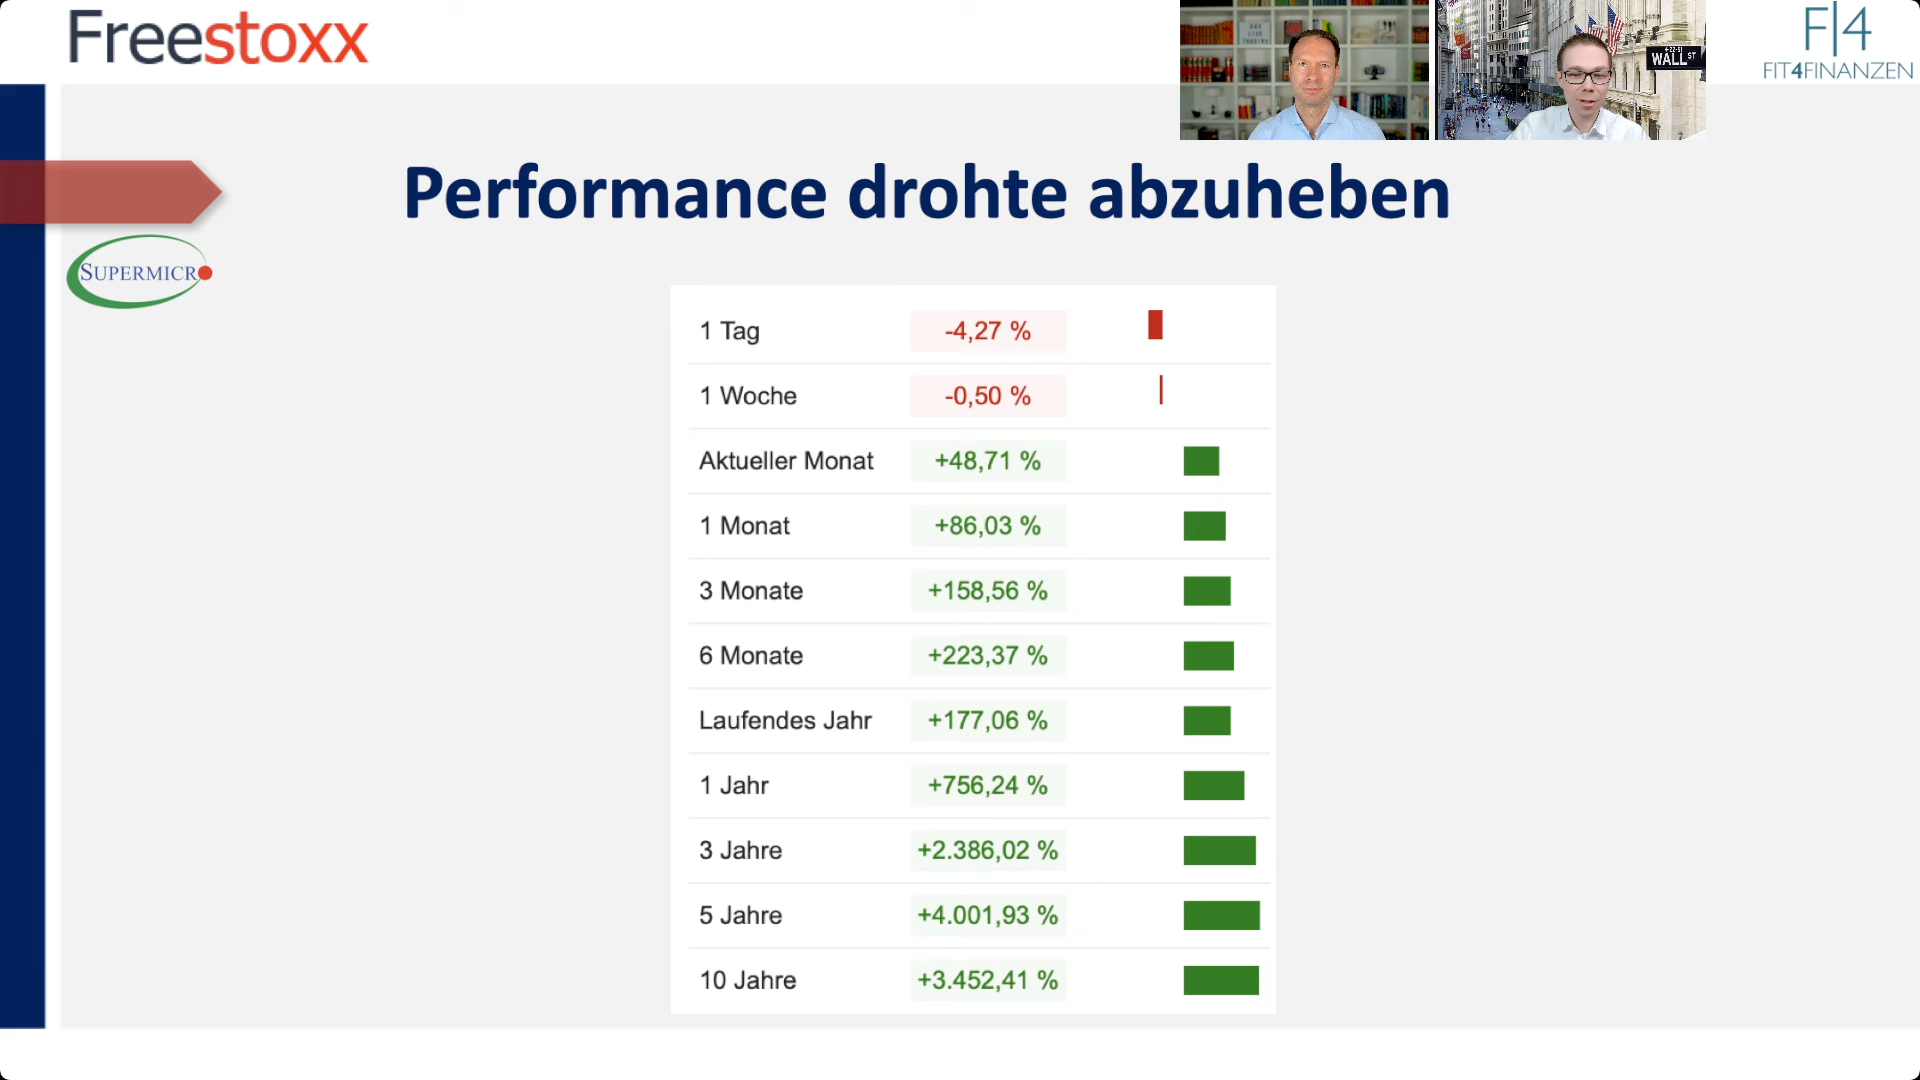 Freestoxx
WALL ST
F|4
FIT4FINANZEN
Performance drohte abzuheben
SUPERMICR
1 Tag -4,27 %
1 Woche -0,50 %
Aktueller Monat +48,71 %
1 Monat +86,03 %
3 Monate +158,56 %
6 Monate +223,37 %
Laufendes Jahr +177,06 %
1 Jahr +756,24 %
3 Jahre +2.386,02 %
5 Jahre +4.001,93 %
10 Jahre +3.452,41 %